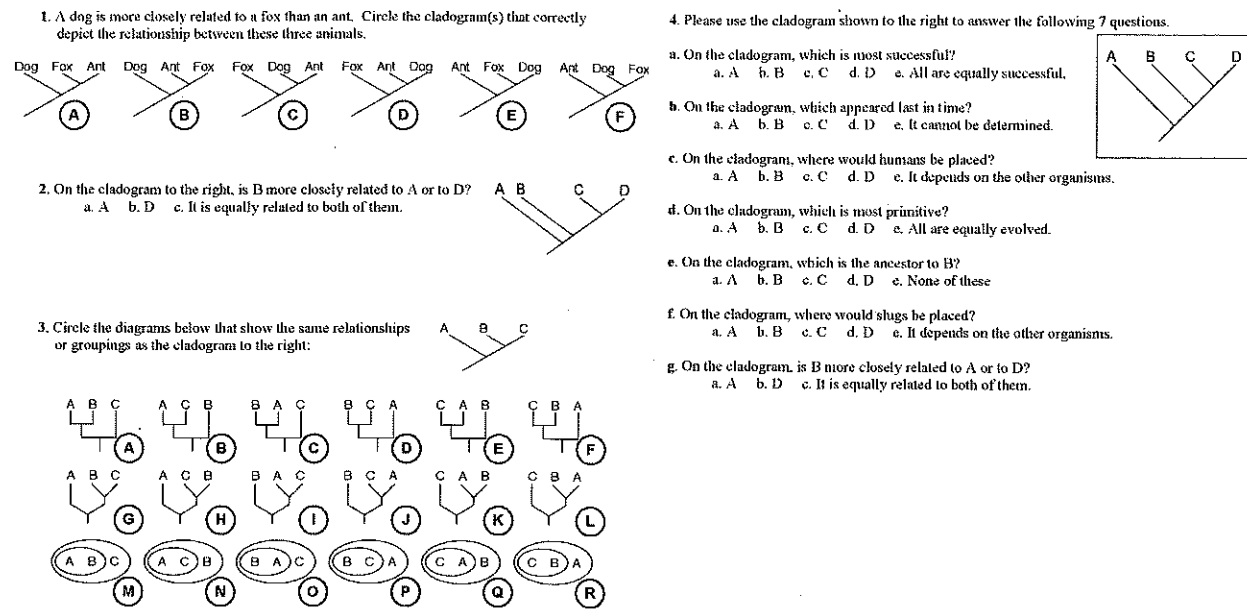 1. A dog is more closely related to a fox than an ant. Circle the cladogram(s) that correctly
depict the relationship between these three animals.
Dog Fox Ant Dog Ant Fox Fox Dog Ant Fox Ant Dog Ant Fox Dog Ant Dog Fox
A B C D E F
2. On the cladogram to the right, is B more closely related to A or to D?
a. A b. D c. It is equally related to both of them.
A B C D
3. Circle the diagrams below that show the same relationships
or groupings as the cladogram to the right:
A B C
A B C A C B B A C B C A C A B C B A
A B C D E F
A B C A C B B A C B C A C A B C B A
G H I J K L
A B C A C B B A C B C A C A B C B A
M N O P Q R
4. Please use the cladogram shown to the right to answer the following 7 questions.
A B C D
a. On the cladogram, which is most successful?
a. A b. B c. C d. D e. All are equally successful.
b. On the cladogram, which appeared last in time?
a. A b. B c. C d. D e. It cannot be determined.
c. On the cladogram, where would humans be placed?
a. A b. B c. C d. D e. It depends on the other organisms.
d. On the cladogram, which is most primitive?
a. A b. B c. C d. D e. All are equally evolved.
e. On the cladogram, which is the ancestor to B?
a. A b. B c. C d. D e. None of these
f. On the cladogram, where would slugs be placed?
a. A b. B c. C d. D e. It depends on the other organisms.
g. On the cladogram, is B more closely related to A or to D?
a. A b. D c. It is equally related to both of them.